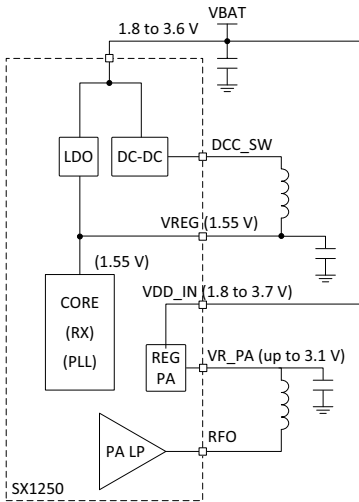 VBAT
1.8 to 3.6 V
LDO
DC-DC
DCC_SW
VREG (1.55 V)
(1.55 V)
CORE
(RX)
(PLL)
VDD_IN (1.8 to 3.7 V)
REG
PA
VR_PA (up to 3.1 V)
PA LP
RFO
SX1250